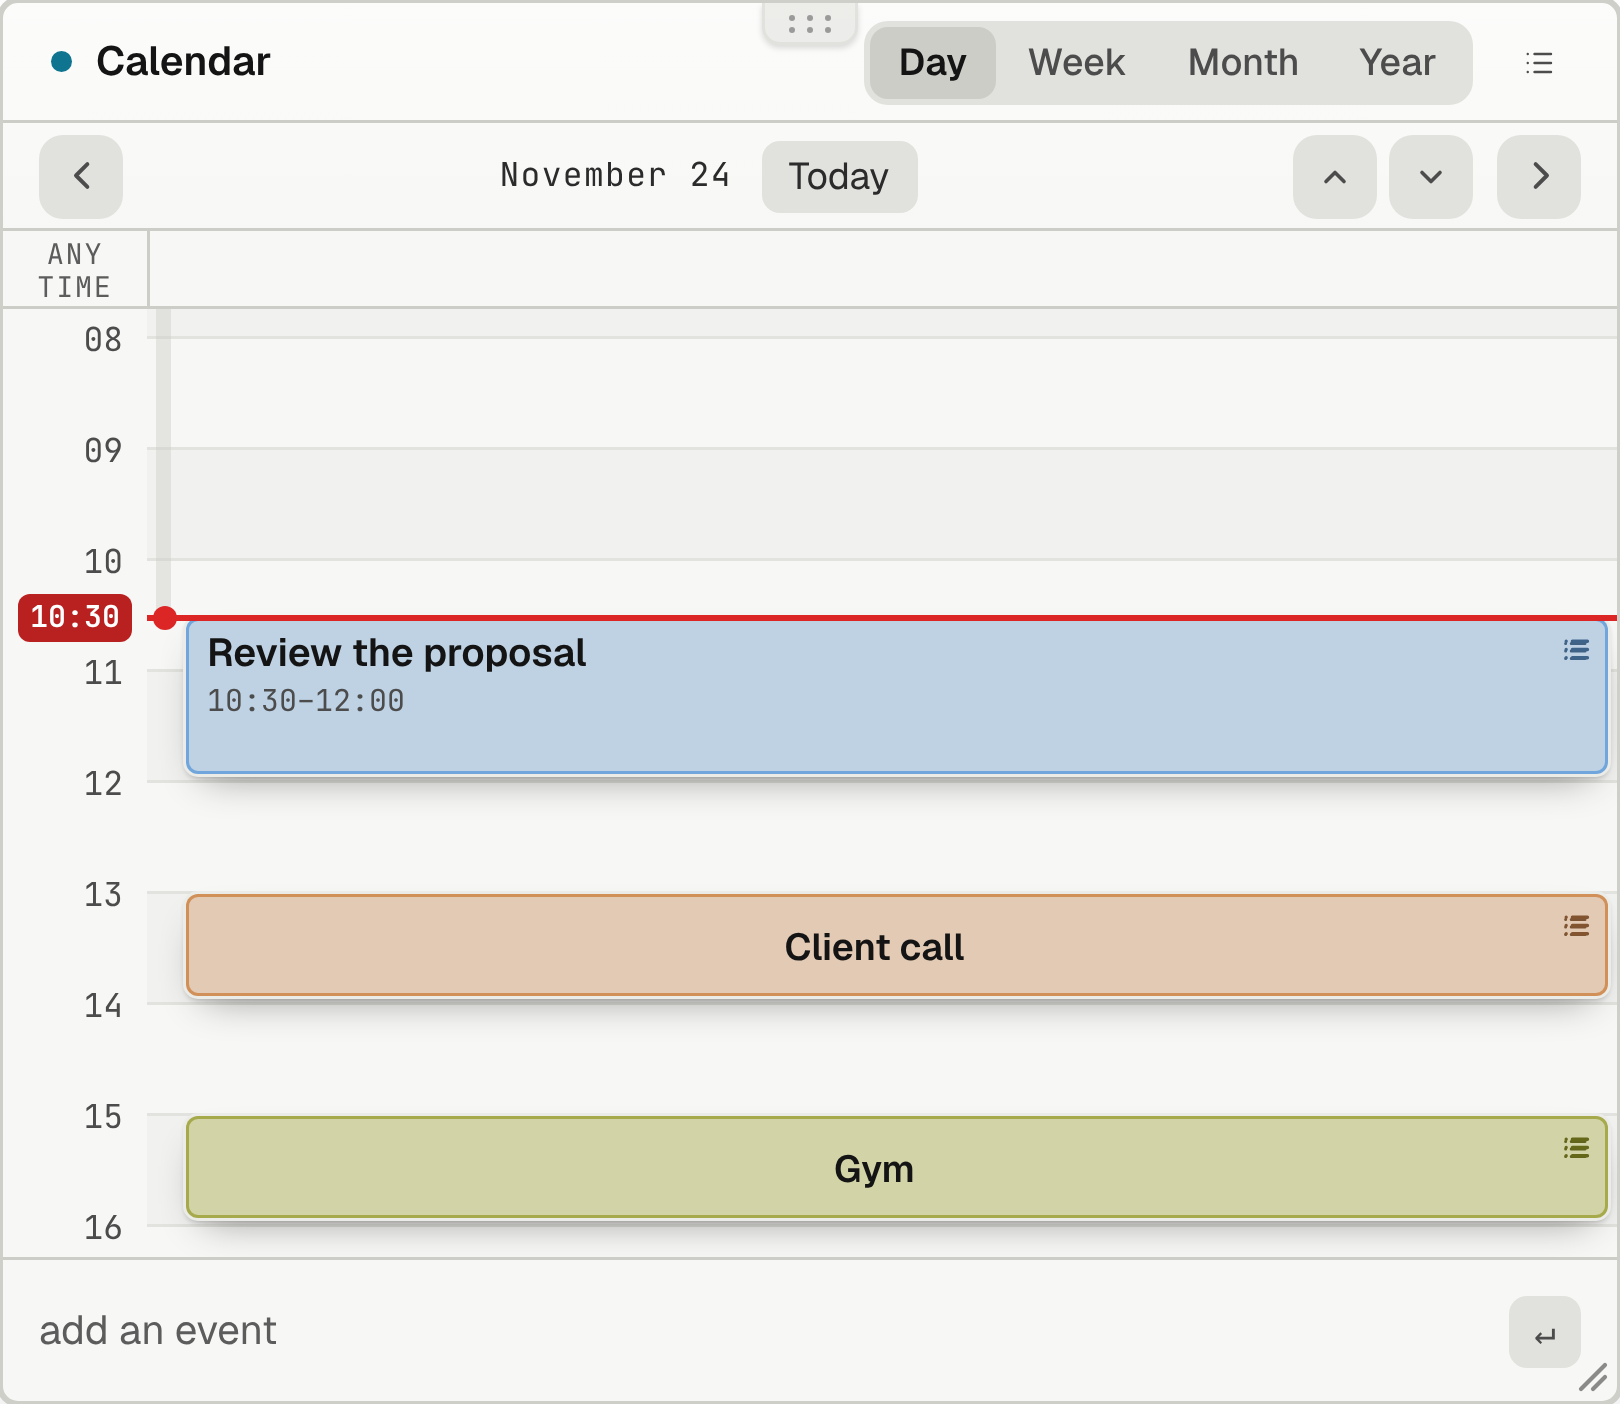 Calendar
Day Week Month Year
November 24 Today
ANY
TIME
08
09
10
10:30
Review the proposal
11
10:30–12:00
12
13
Client call
14
15
Gym
16
add an event